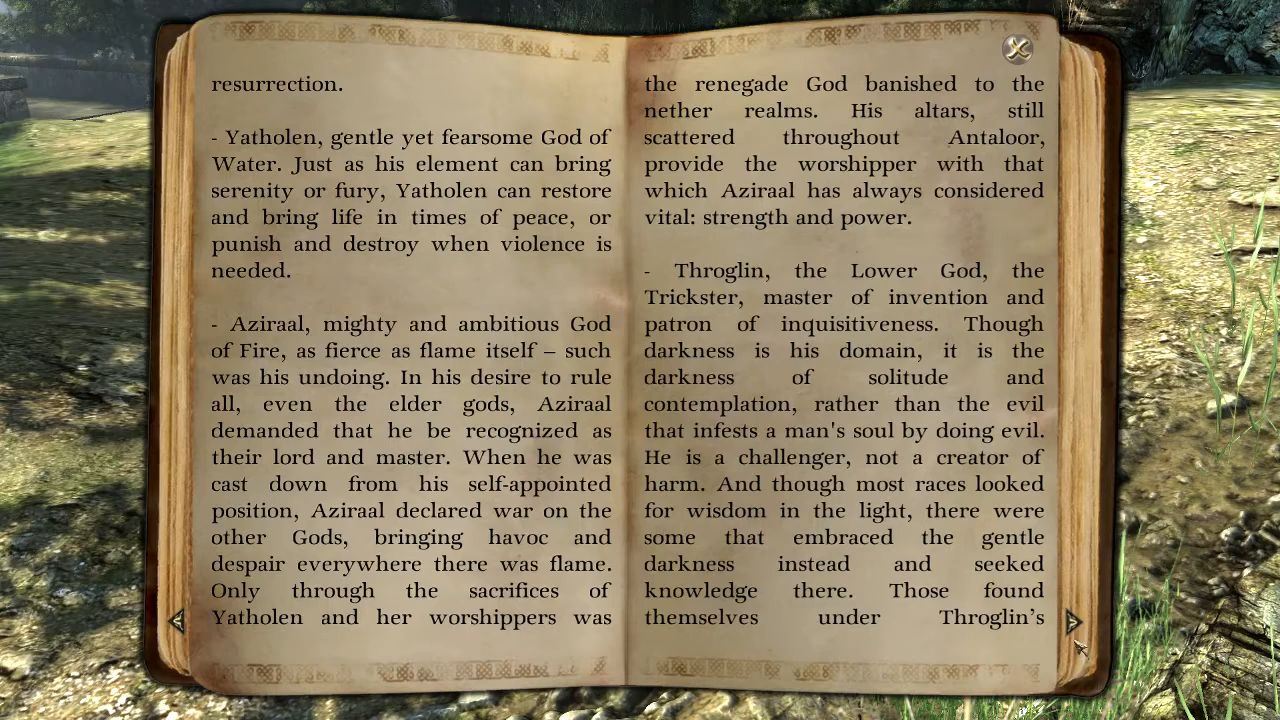 resurrection.
- Yatholen, gentle yet fearsome God of
Water. Just as his element can bring
serenity or fury, Yatholen can restore
and bring life in times of peace, or
punish and destroy when violence is
needed.
- Aziraal, mighty and ambitious God
of Fire, as fierce as flame itself – such
was his undoing. In his desire to rule
all, even the elder gods, Aziraal
demanded that he be recognized as
their lord and master. When he was
cast down from his self-appointed
position, Aziraal declared war on the
other Gods, bringing havoc and
despair everywhere there was flame.
Only through the sacrifices of
Yatholen and her worshippers was
the renegade God banished to the
nether realms. His altars, still
scattered throughout Antaloor,
provide the worshipper with that
which Aziraal has always considered
vital: strength and power.
- Throglin, the Lower God, the
Trickster, master of invention and
patron of inquisitiveness. Though
darkness is his domain, it is the
darkness of solitude and
contemplation, rather than the evil
that infests a man's soul by doing evil.
He is a challenger, not a creator of
harm. And though most races looked
for wisdom in the light, there were
some that embraced the gentle
darkness instead and seeked
knowledge there. Those found
themselves under Throglin's